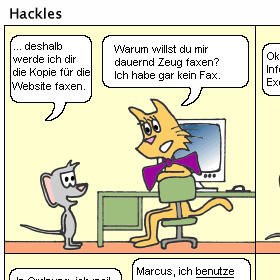 Hackles
... deshalb
werde ich dir
die Kopie für die
Website faxen.
Warum willst du mir
dauernd Zeug faxen?
Ich habe gar kein Fax.
Ok
Marcus, ich benutze